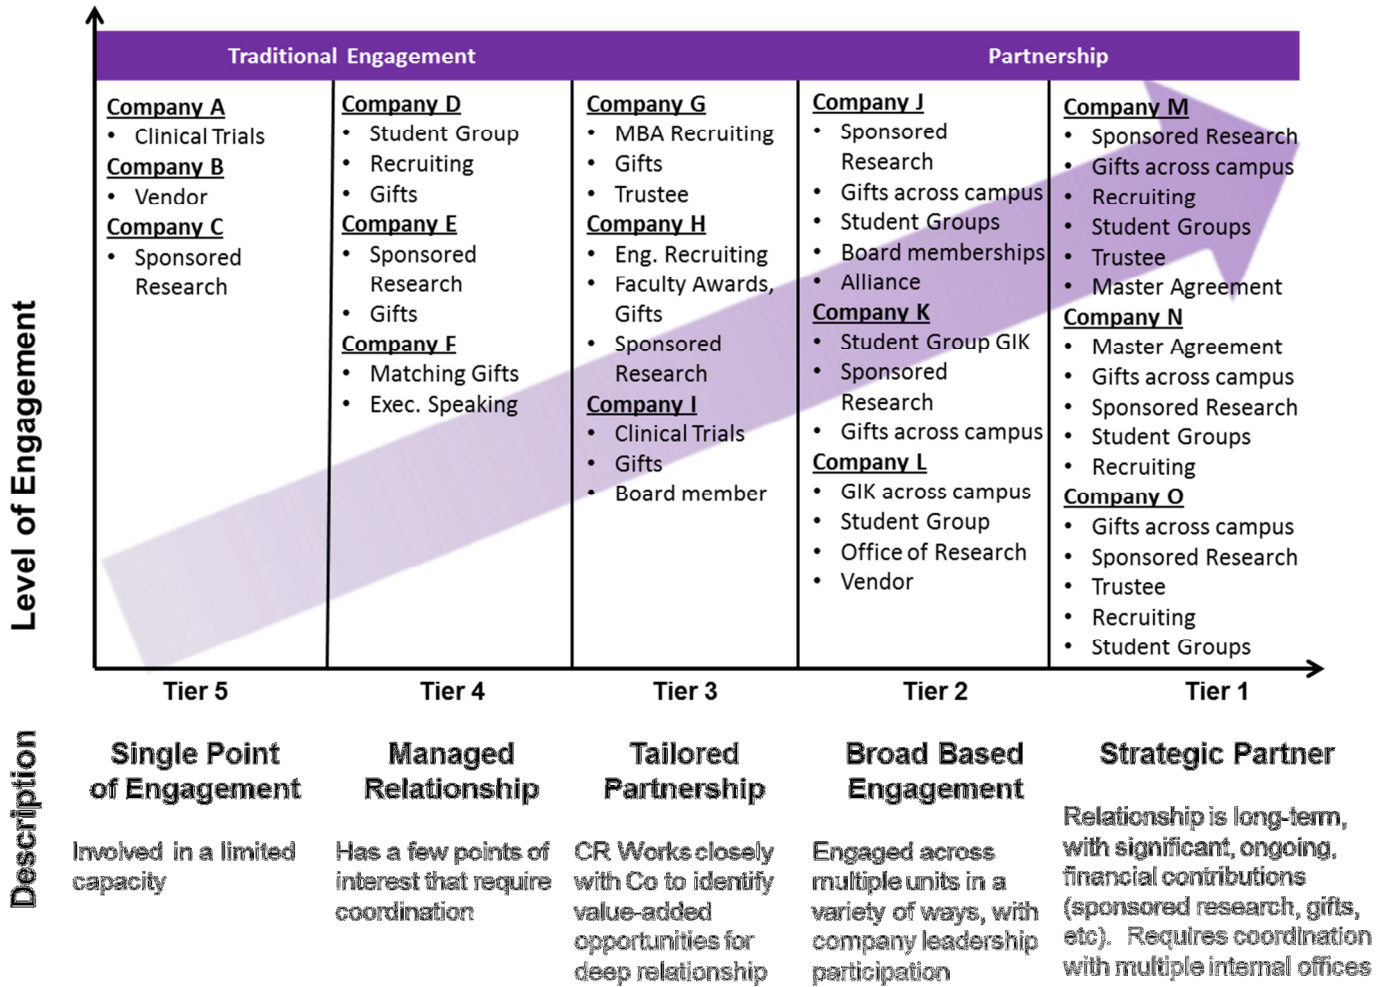 Traditional Engagement
Partnership
Company A
• Clinical Trials
Company B
• Vendor
Company C
• Sponsored
Research
Company D
• Student Group
• Recruiting
• Gifts
Company E
• Sponsored
Research
• Gifts
Company F
• Matching Gifts
• Exec. Speaking
Company G
• MBA Recruiting
• Gifts
• Trustee
Company H
• Eng. Recruiting
• Faculty Awards,
Gifts
• Sponsored
Research
Company I
• Clinical Trials
• Gifts
• Board member
Company J
• Sponsored
Research
• Gifts across campus
• Student Groups
• Board memberships
• Alliance
Company K
• Student Group GIK
• Sponsored
Research
• Gifts across campus
Company L
• GIK across campus
• Student Group
• Office of Research
• Vendor
Company M
• Sponsored Research
• Gifts across campus
• Recruiting
• Student Groups
• Trustee
• Master Agreement
Company N
• Master Agreement
• Gifts across campus
• Sponsored Research
• Student Groups
• Recruiting
Company O
• Gifts across campus
• Sponsored Research
• Trustee
• Recruiting
• Student Groups
Level of Engagement
Tier 5
Tier 4
Tier 3
Tier 2
Tier 1
Description
Single Point
of Engagement
Involved in a limited
capacity
Managed
Relationship
Has a few points of
interest that require
coordination
Tailored
Partnership
CR Works closely
with Co to identify
value-added
opportunities for
deep relationship
Broad Based
Engagement
Engaged across
multiple units in a
variety of ways, with
company leadership
participation
Strategic Partner
Relationship is long-term,
with significant, ongoing,
financial contributions
(sponsored research, gifts,
etc). Requires coordination
with multiple internal offices